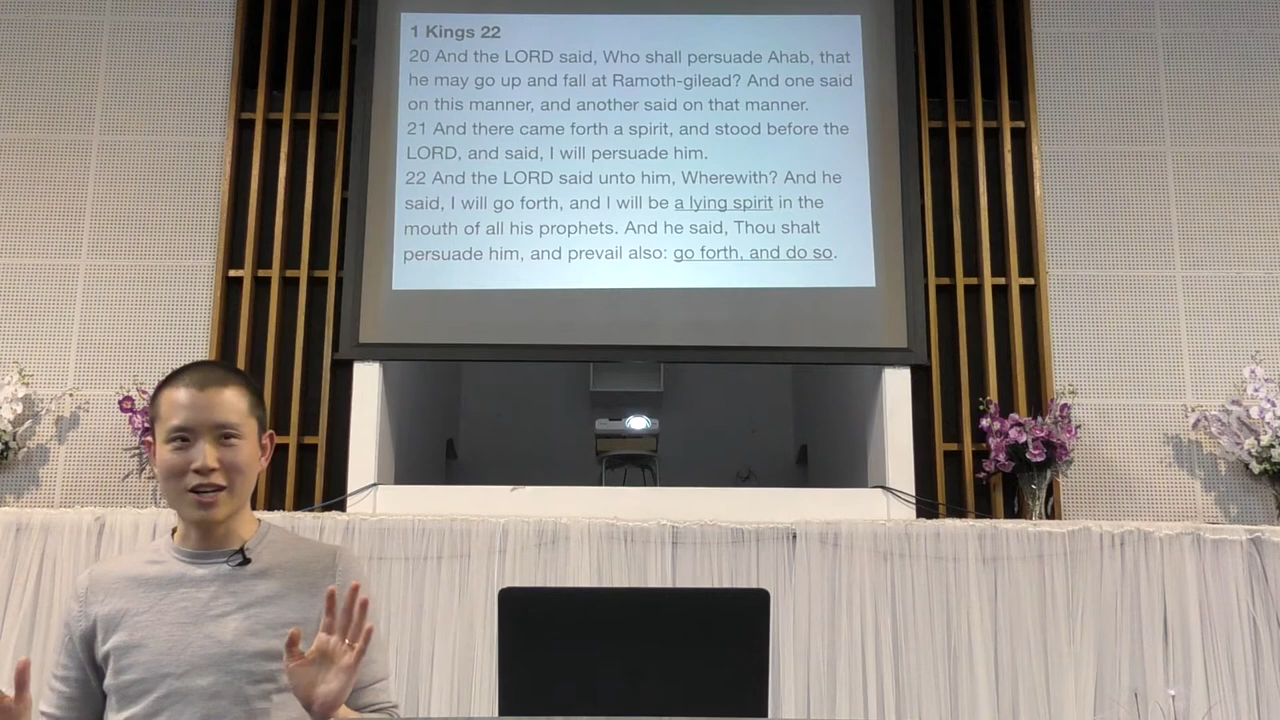 1 Kings 22
20 And the LORD said, Who shall persuade Ahab, that
he may go up and fall at Ramoth-gilead? And one said
on this manner, and another said on that manner.
21 And there came forth a spirit, and stood before the
LORD, and said, I will persuade him.
22 And the LORD said unto him, Wherewith? And he
said, I will go forth, and I will be a lying spirit in the
mouth of all his prophets. And he said, Thou shalt
persuade him, and prevail also: go forth, and do so.